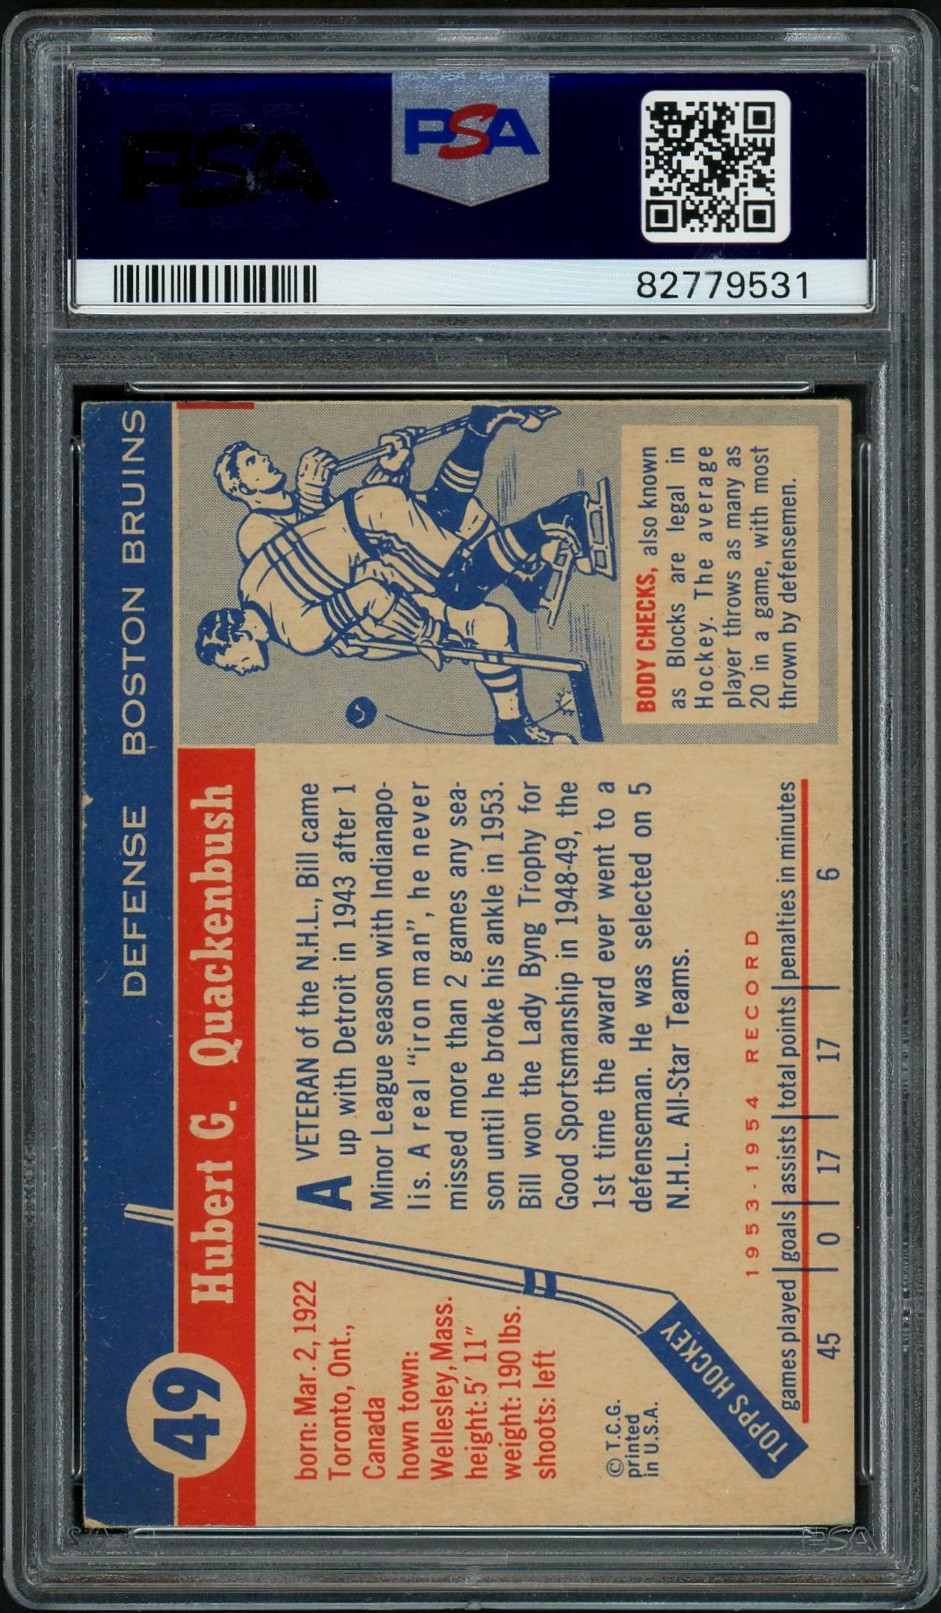 PSA
PSA
82779531
DEFENSE BOSTON BRUINS
49
Hubert G. Quackenbush
born: Mar. 2, 1922
Toronto, Ont.,
Canada
hown town:
Wellesley, Mass.
height: 5' 11"
weight: 190 lbs.
shoots: left
© T.C.G.
printed
in U.S.A.
TOPPS HOCKEY
A VETERAN of the N.H.L., Bill came
up with Detroit in 1943 after 1
Minor League season with Indianapo-
lis. A real "iron man", he never
missed more than 2 games any sea-
son until he broke his ankle in 1953.
Bill won the Lady Byng Trophy for
Good Sportsmanship in 1948-49, the
1st time the award ever went to a
defenseman. He was selected on 5
N.H.L. All-Star Teams.
BODY CHECKS, also known
as Blocks are legal in
Hockey. The average
player throws as many as
20 in a game, with most
thrown by defensemen.
1953-1954 RECORD
games played goals assists total points penalties in minutes
45 0 17 17 6
PSA